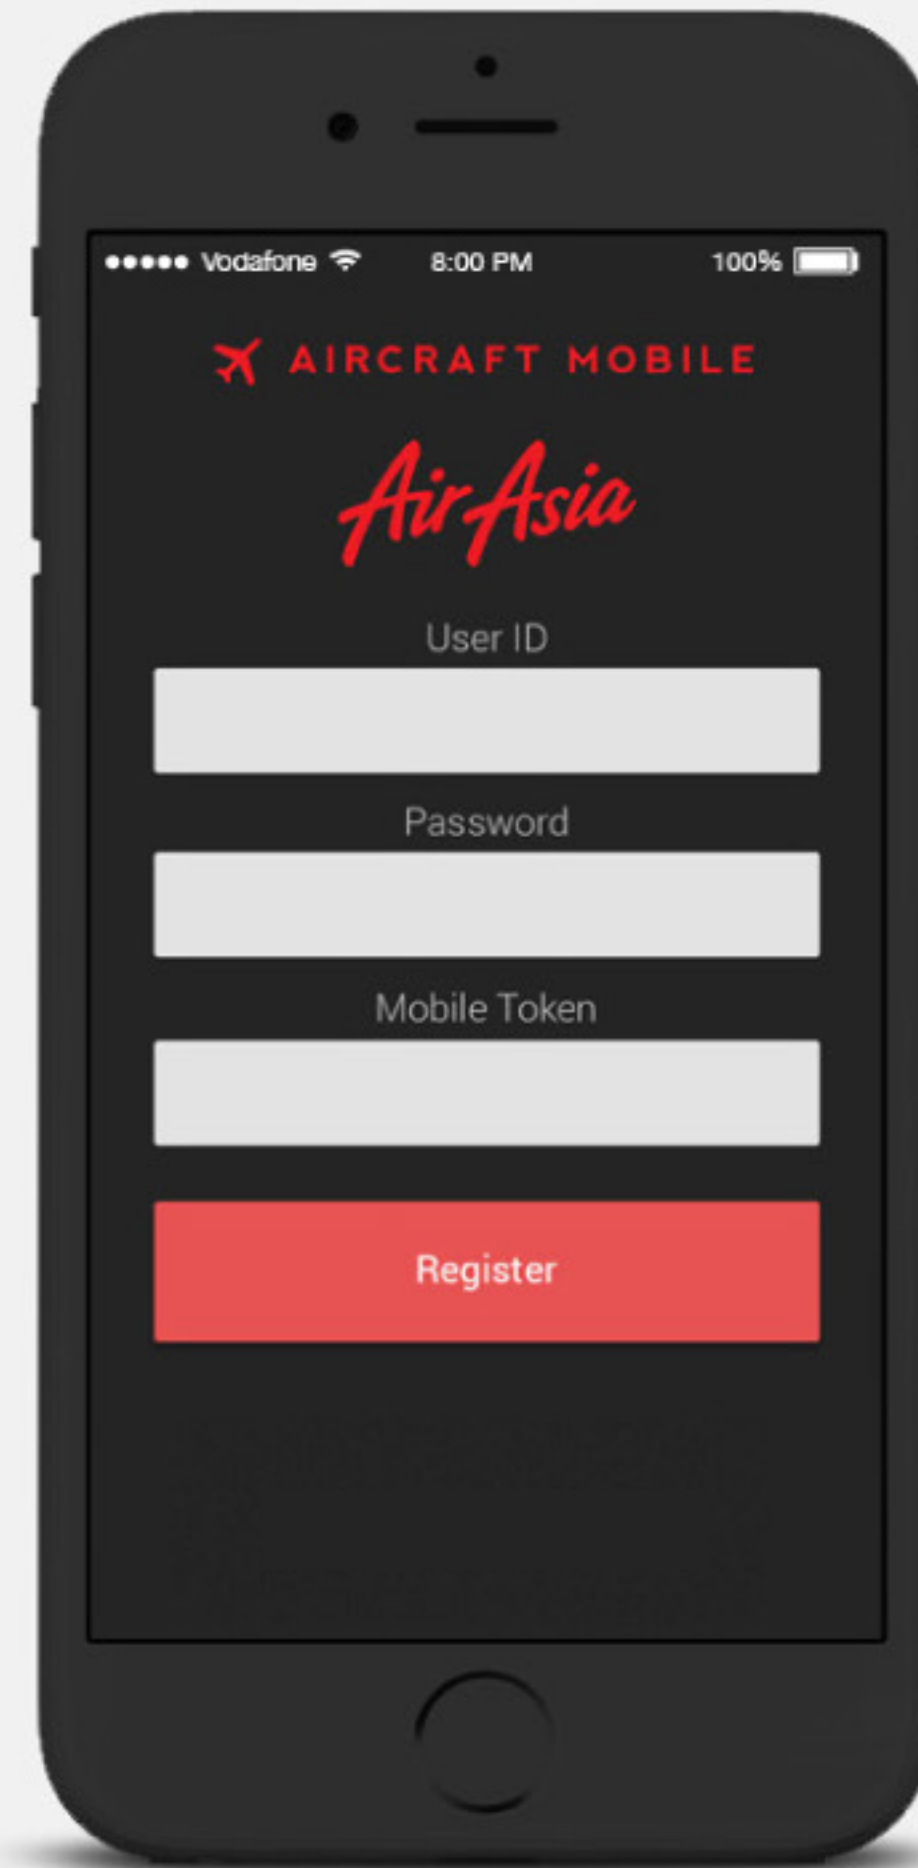 Vodafone 8:00 PM 100%
AIRCRAFT MOBILE
AirAsia
User ID
Password
Mobile Token
Register